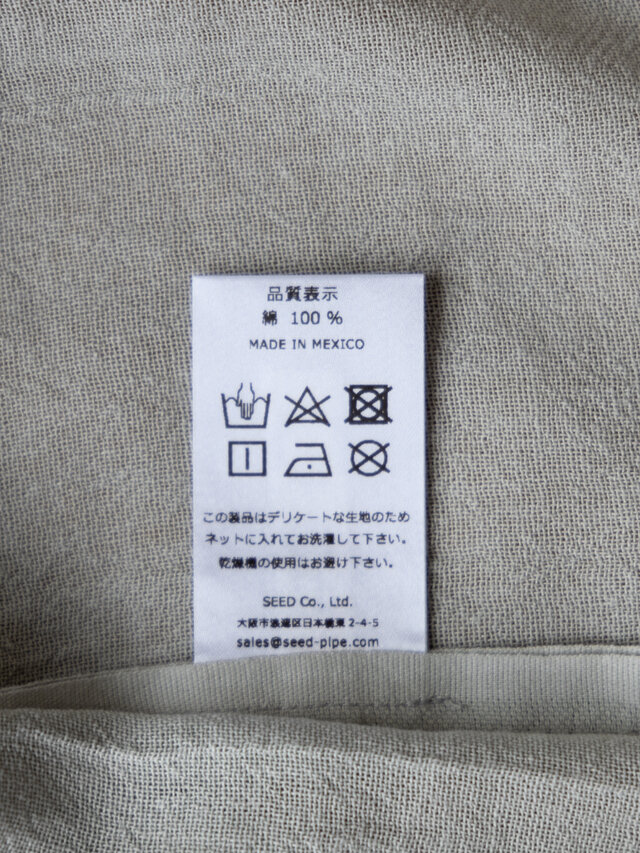 品質表示
綿 100 %
MADE IN MEXICO
この製品はデリケートな生地のため
ネットに入れてお洗濯して下さい。
乾燥機の使用はお避け下さい。
SEED Co., Ltd.
大阪市浪速区日本橋東 2-4-5
sales@seed-pipe.com